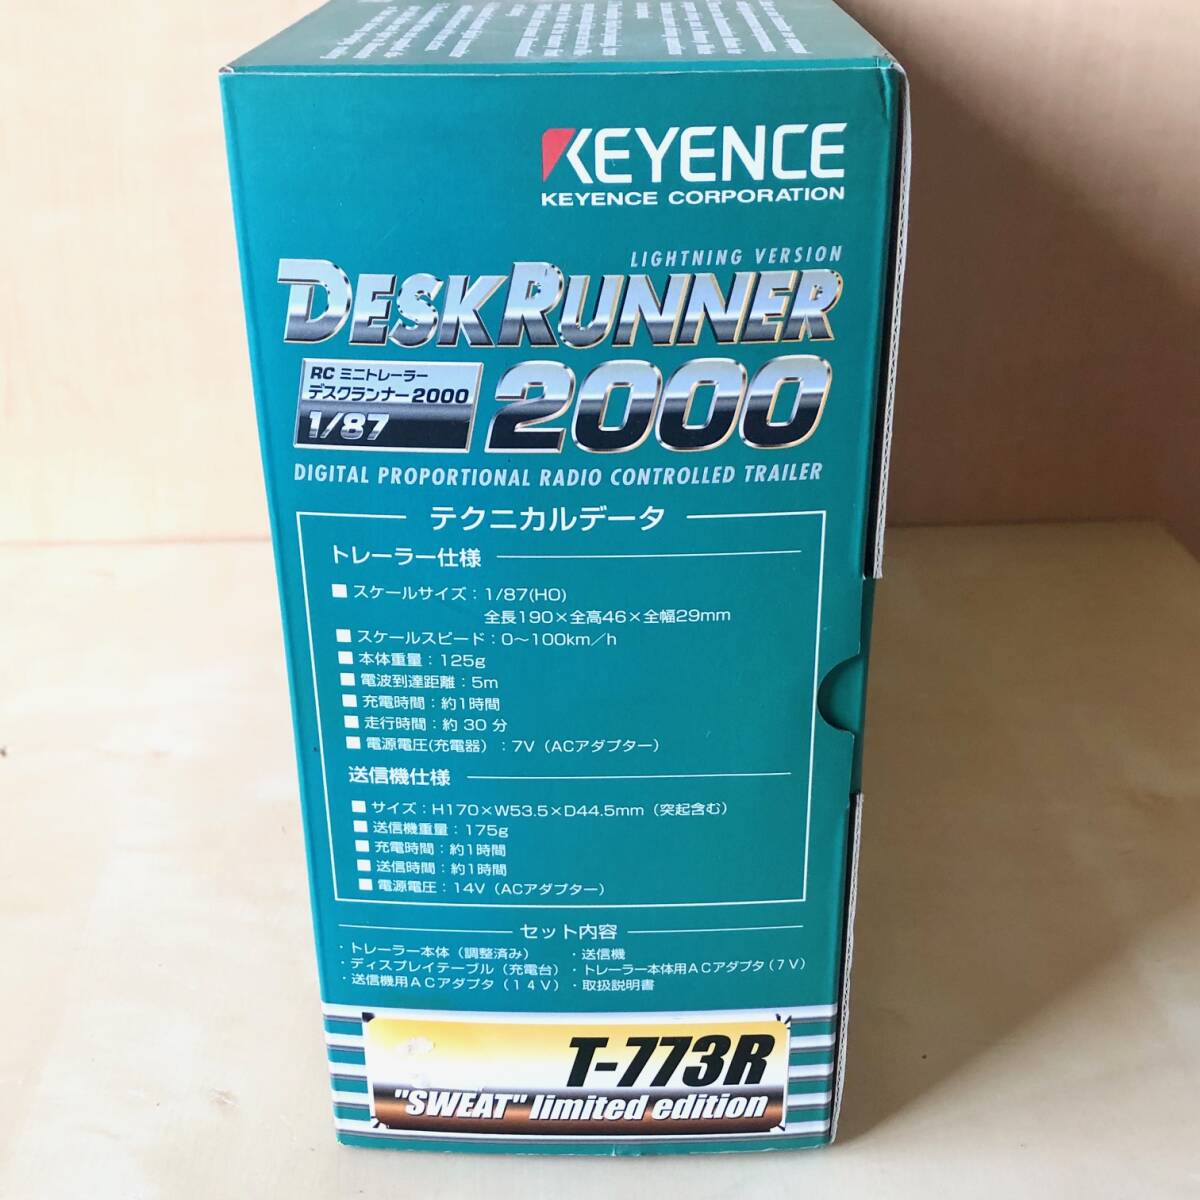 KEYENCE
KEYENCE CORPORATION
LIGHTNING VERSION
DESKRUNNER
RC ミニトレーラー
デスクランナー2000
1/87
2000
DIGITAL PROPORTIONAL RADIO CONTROLLED TRAILER
テクニカルデータ
トレーラー仕様
■ スケールサイズ：1/87(HO)
全長190×全高46×全幅29mm
■ スケールスピード：0〜100km／h
■ 本体重量：125g
■ 電波到達距離：5m
■ 充電時間：約1時間
■ 走行時間：約 30 分
■ 電源電圧(充電器）：7V（ACアダプター）
送信機仕様
■ サイズ：H170×W53.5×D44.5mm（突起含む）
■ 送信機重量：175g
■ 充電時間：約1時間
■ 送信時間：約1時間
■ 電源電圧：14V（ACアダプター）
セット内容
・トレーラー本体（調整済み） ・送信機
・ディスプレイテーブル（充電台） ・トレーラー本体用ACアダプタ(7V)
・送信機用ACアダプタ（14V） ・取扱説明書
T-773R
"SWEAT" limited edition